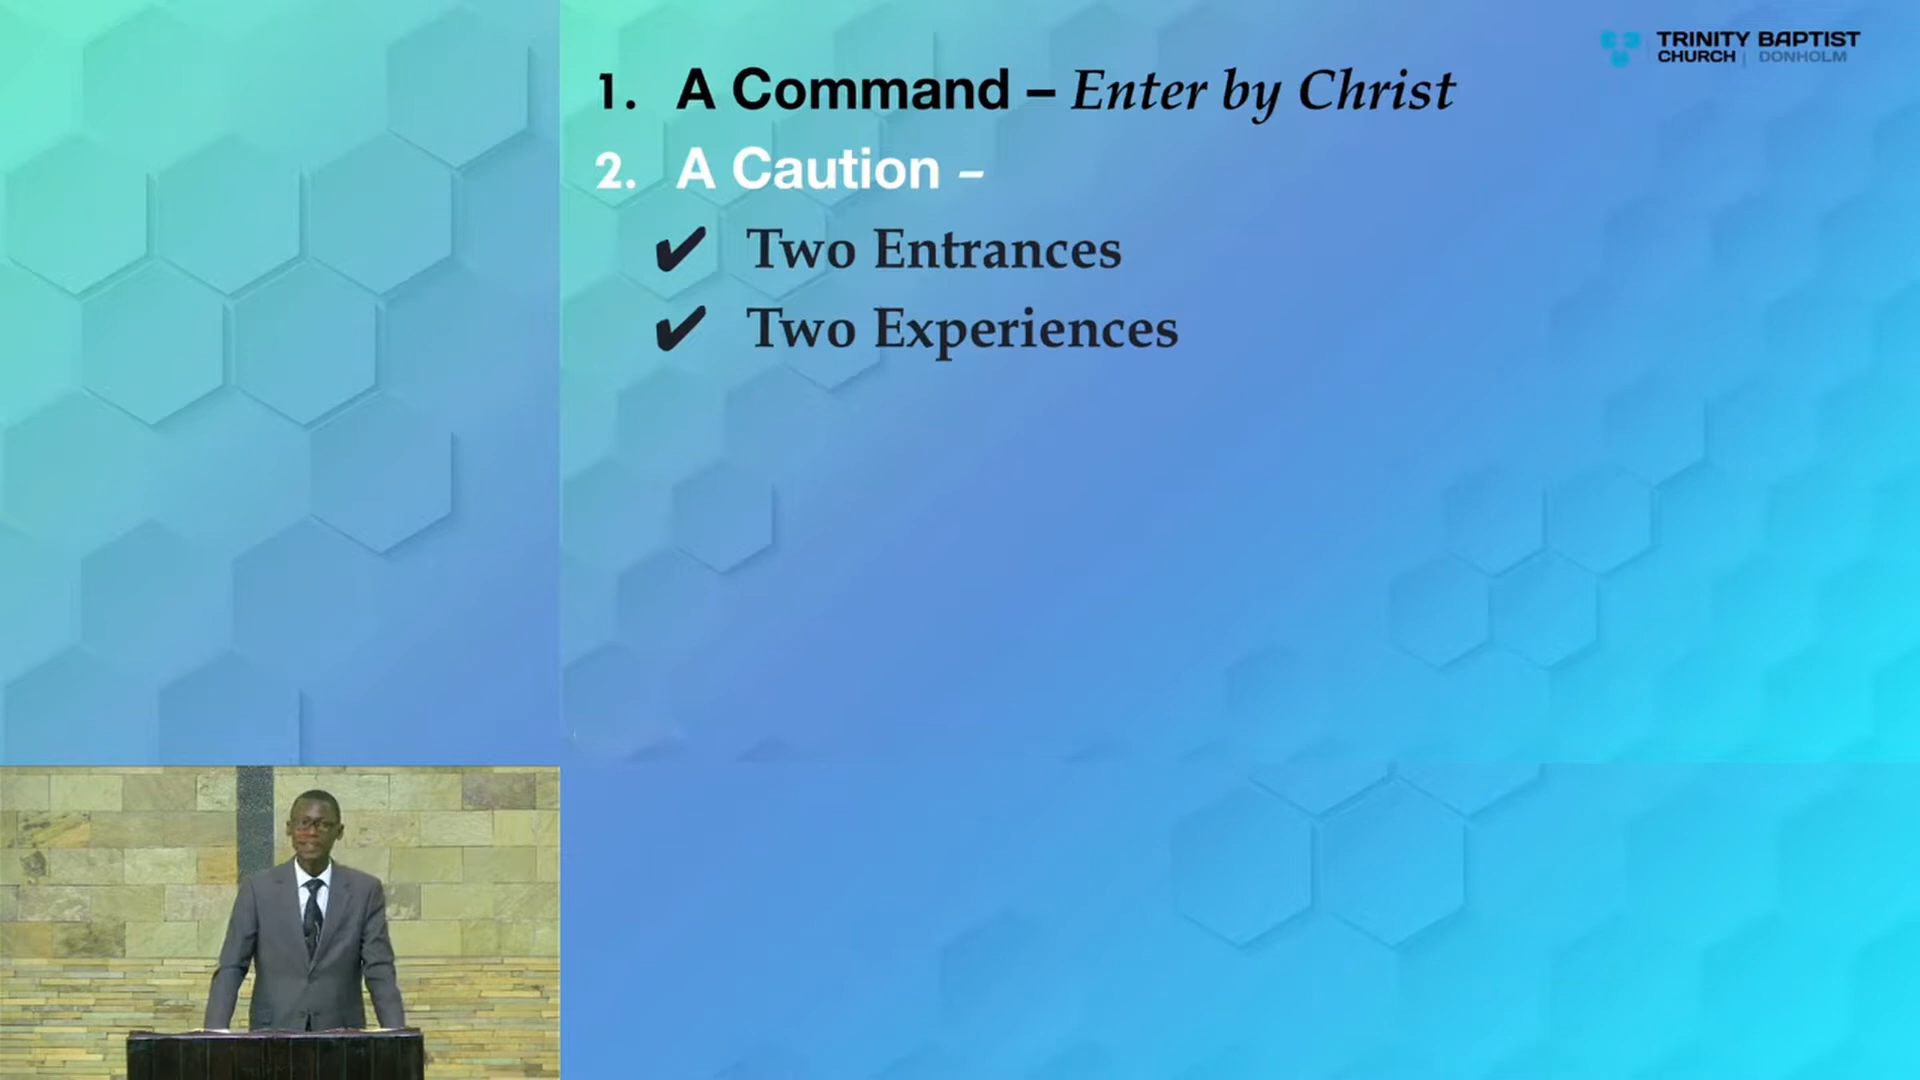 TRINITY BAPTIST
CHURCH | DONHOLM
1. A Command – Enter by Christ
2. A Caution –
✔ Two Entrances
✔ Two Experiences